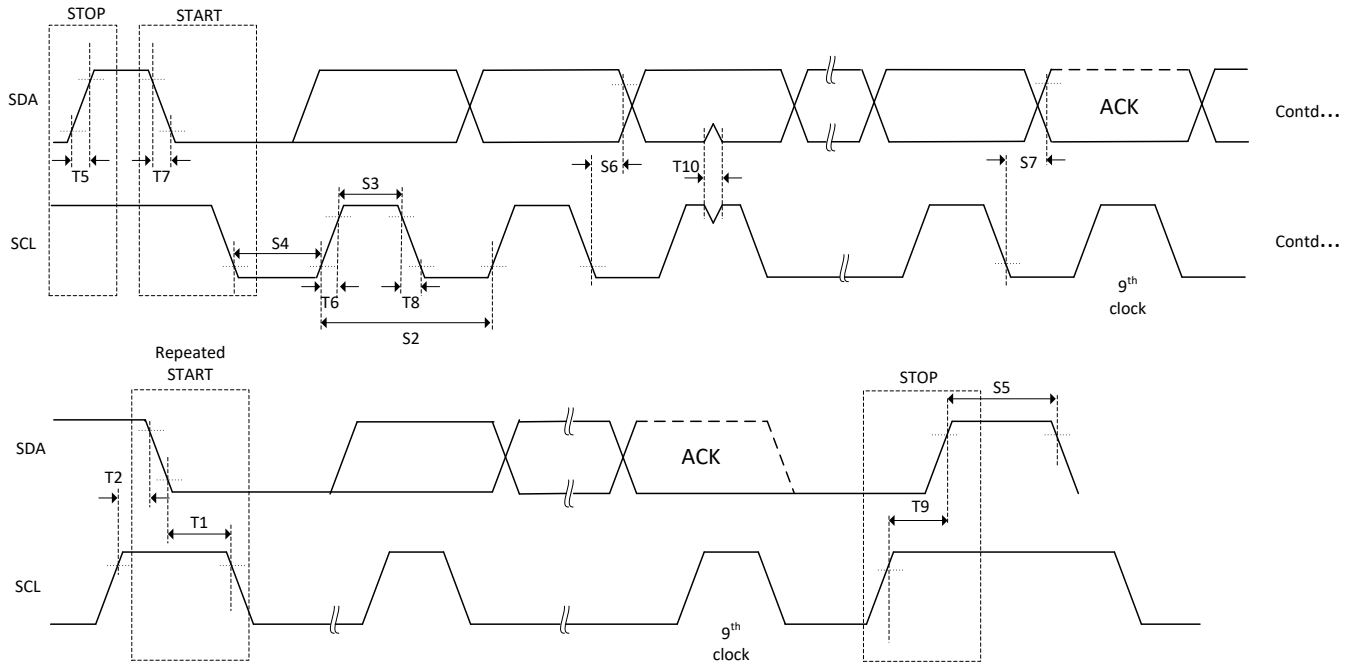 STOP
START
SDA
ACK
Contd...
T5
T7
S6
T10
S7
S3
SCL
S4
Contd...
T6
T8
9th
clock
S2
Repeated
START
STOP
S5
SDA
T2
ACK
T1
T9
SCL
9th
clock